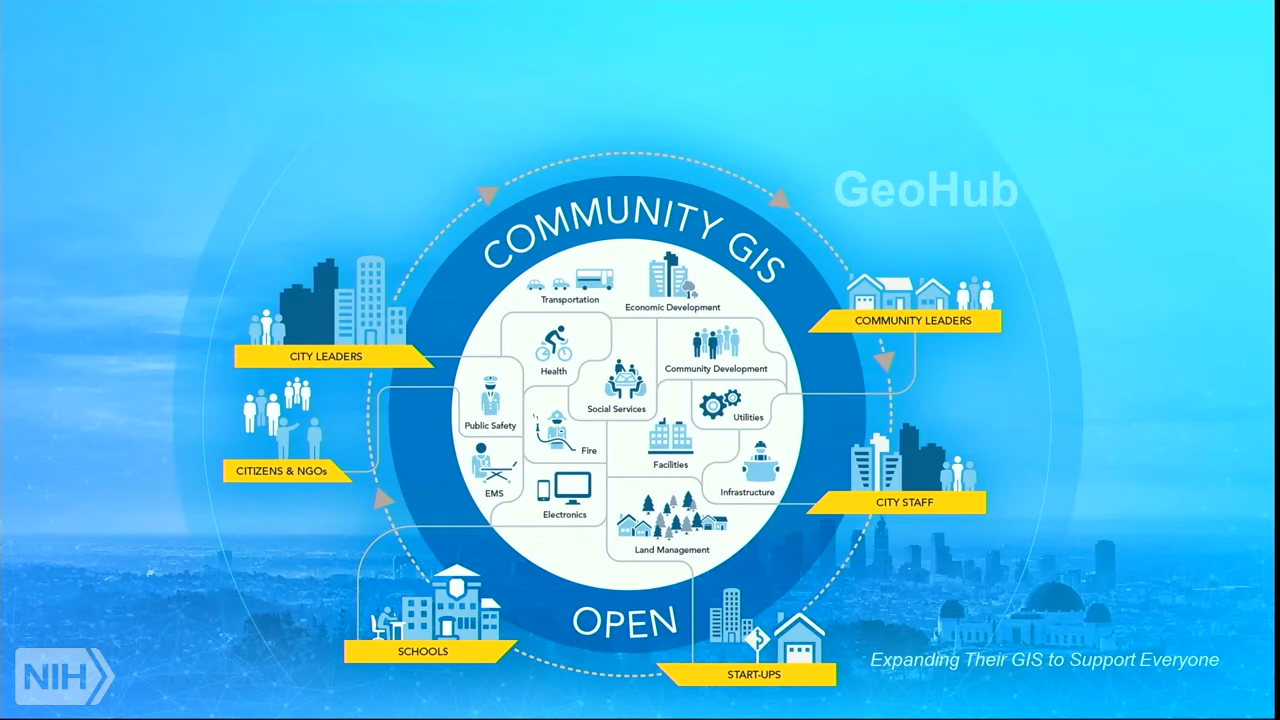 GeoHub
COMMUNITY GIS
Transportation
Economic Development
Health
Community Development
Social Services
Public Safety
Utilities
Fire
Facilities
EMS
Infrastructure
Electronics
Land Management
OPEN
CITY LEADERS
COMMUNITY LEADERS
CITIZENS & NGOs
CITY STAFF
SCHOOLS
START-UPS
Expanding Their GIS to Support Everyone
NIH